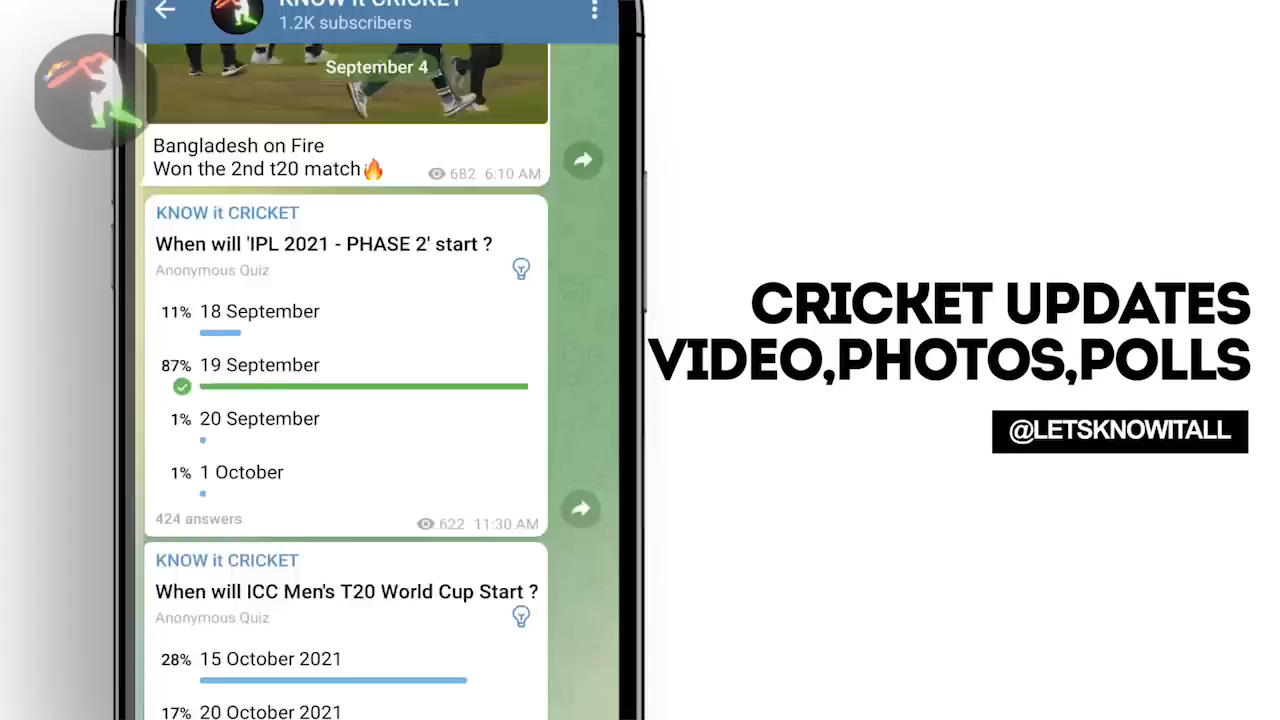 KNOW it CRICKET
1.2K subscribers
September 4
Bangladesh on Fire
Won the 2nd t20 match🔥
682 6:10 AM
KNOW it CRICKET
When will 'IPL 2021 - PHASE 2' start ?
Anonymous Quiz
11% 18 September
87% 19 September
1% 20 September
1% 1 October
424 answers
622 11:30 AM
KNOW it CRICKET
When will ICC Men's T20 World Cup Start ?
Anonymous Quiz
28% 15 October 2021
17% 20 October 2021
CRICKET UPDATES
VIDEO,PHOTOS,POLLS
@LETSKNOWITALL